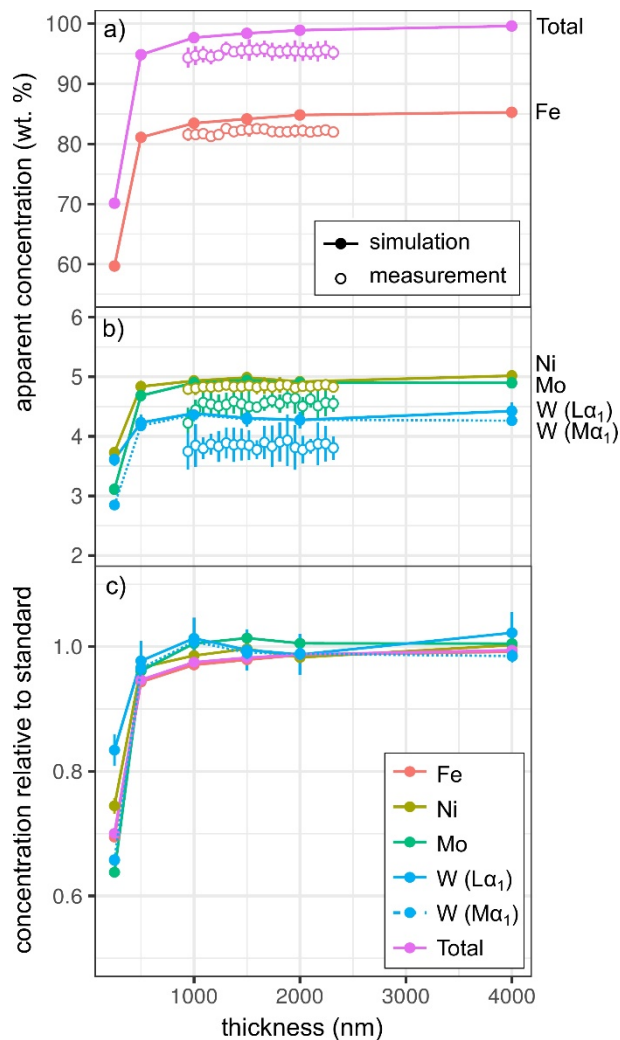 a)
100
90
80
70
60
Total
Fe
simulation
measurement
apparent concentration (wt. %)
b)
6
5
4
3
2
Ni
Mo
W (Lα₁)
W (Mα₁)
c)
1.0
0.8
0.6
concentration relative to standard
Fe
Ni
Mo
W (Lα₁)
W (Mα₁)
Total
1000 2000 3000 4000
thickness (nm)